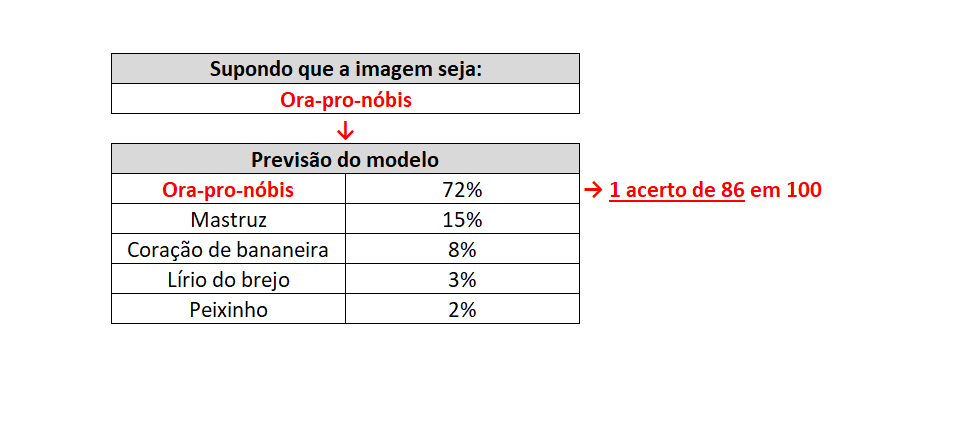 Supondo que a imagem seja:
Ora-pro-nóbis
↓
Previsão do modelo
Ora-pro-nóbis 72% → 1 acerto de 86 em 100
Mastruz 15%
Coração de bananeira 8%
Lírio do brejo 3%
Peixinho 2%